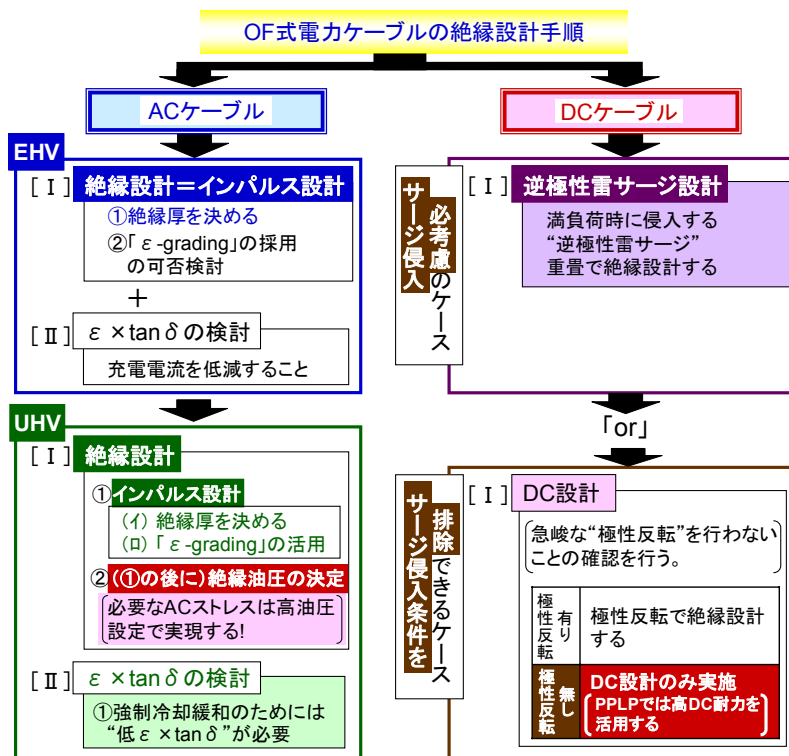 OF式電力ケーブルの絶縁設計手順
ACケーブル
EHV
[Ⅰ] 絶縁設計=インパルス設計
①絶縁厚を決める
②「ε-grading」の採用
の可否検討
+
[Ⅱ] ε×tanδの検討
充電電流を低減すること
UHV
[Ⅰ] 絶縁設計
①インパルス設計
(イ) 絶縁厚を決める
(ロ)「ε-grading」の活用
②(①の後に)絶縁油圧の決定
必要なACストレスは高油圧
設定で実現する!
[Ⅱ] ε×tanδの検討
①強制冷却緩和のためには
“低ε×tanδ”が必要
DCケーブル
サージ侵入
必考慮のケース
[Ⅰ] 逆極性雷サージ設計
満負荷時に侵入する
“逆極性雷サージ”
重畳で絶縁設計する
「or」
サージ侵入条件を
排除できるケース
[Ⅰ] DC設計
急峻な“極性反転”を行わない
ことの確認を行う。
極性反転
有り
極性反転で絶縁設計
する
極性反転
無し
DC設計のみ実施
PPLPでは高DC耐力を
活用する